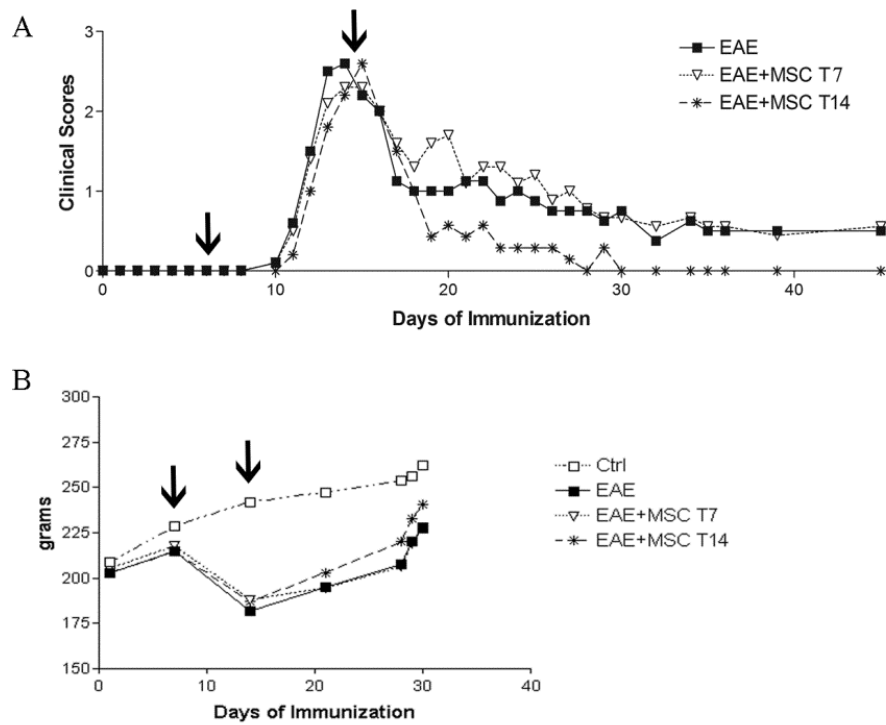 A
3
2
1
0
Clinical Scores
0 10 20 30 40
Days of Immunization
EAE
EAE+MSC T7
EAE+MSC T14
B
300
275
250
225
200
175
150
grams
0 10 20 30 40
Days of Immunization
Ctrl
EAE
EAE+MSC T7
EAE+MSC T14